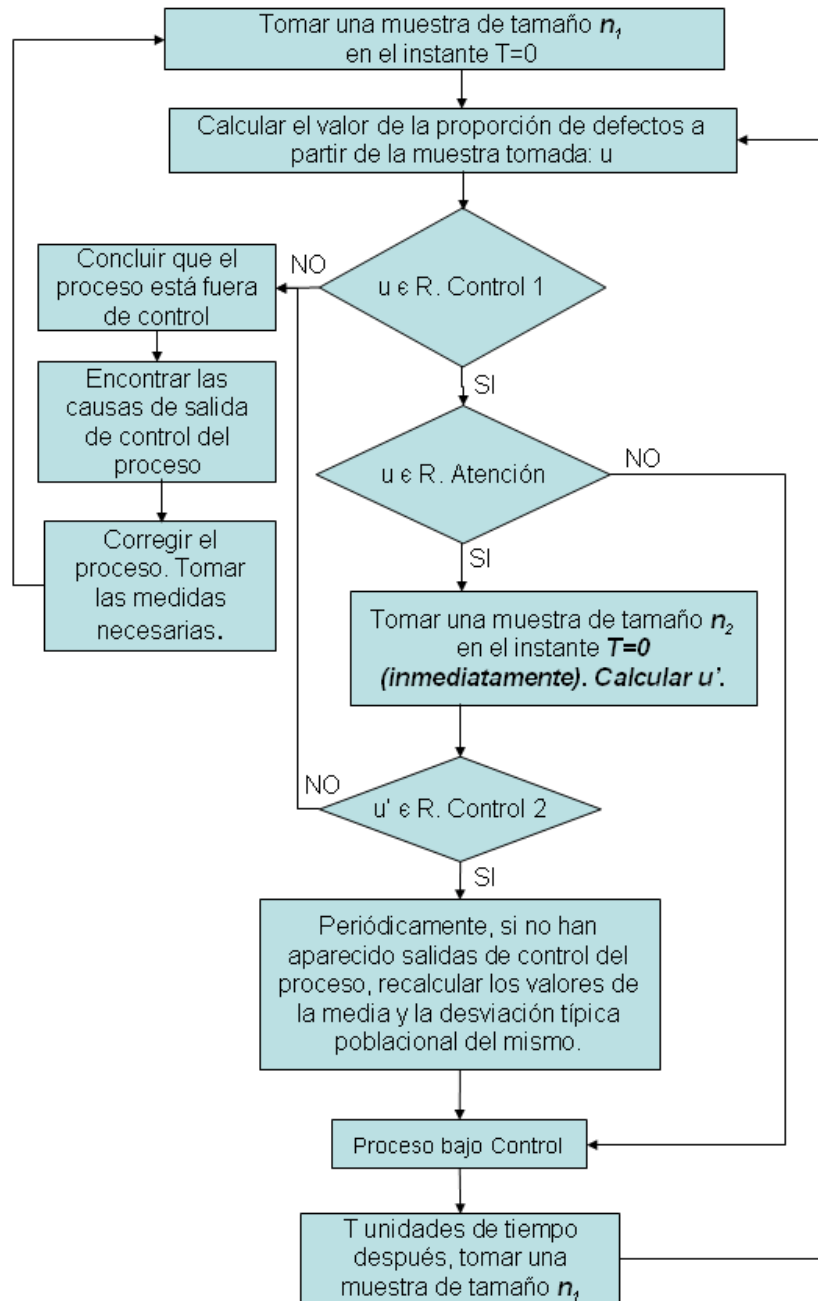 Tomar una muestra de tamaño n₁
en el instante T=0
Calcular el valor de la proporción de defectos a
partir de la muestra tomada: u
u є R. Control 1
NO
Concluir que el
proceso está fuera
de control
SI
Encontrar las
causas de salida
de control del
proceso
u є R. Atención
NO
SI
Corregir el
proceso. Tomar
las medidas
necesarias.
Tomar una muestra de tamaño n₂
en el instante T=0
(inmediatamente). Calcular u’.
NO
u' є R. Control 2
SI
Periódicamente, si no han
aparecido salidas de control del
proceso, recalcular los valores de
la media y la desviación típica
poblacional del mismo.
Proceso bajo Control
T unidades de tiempo
después, tomar una
muestra de tamaño n₁